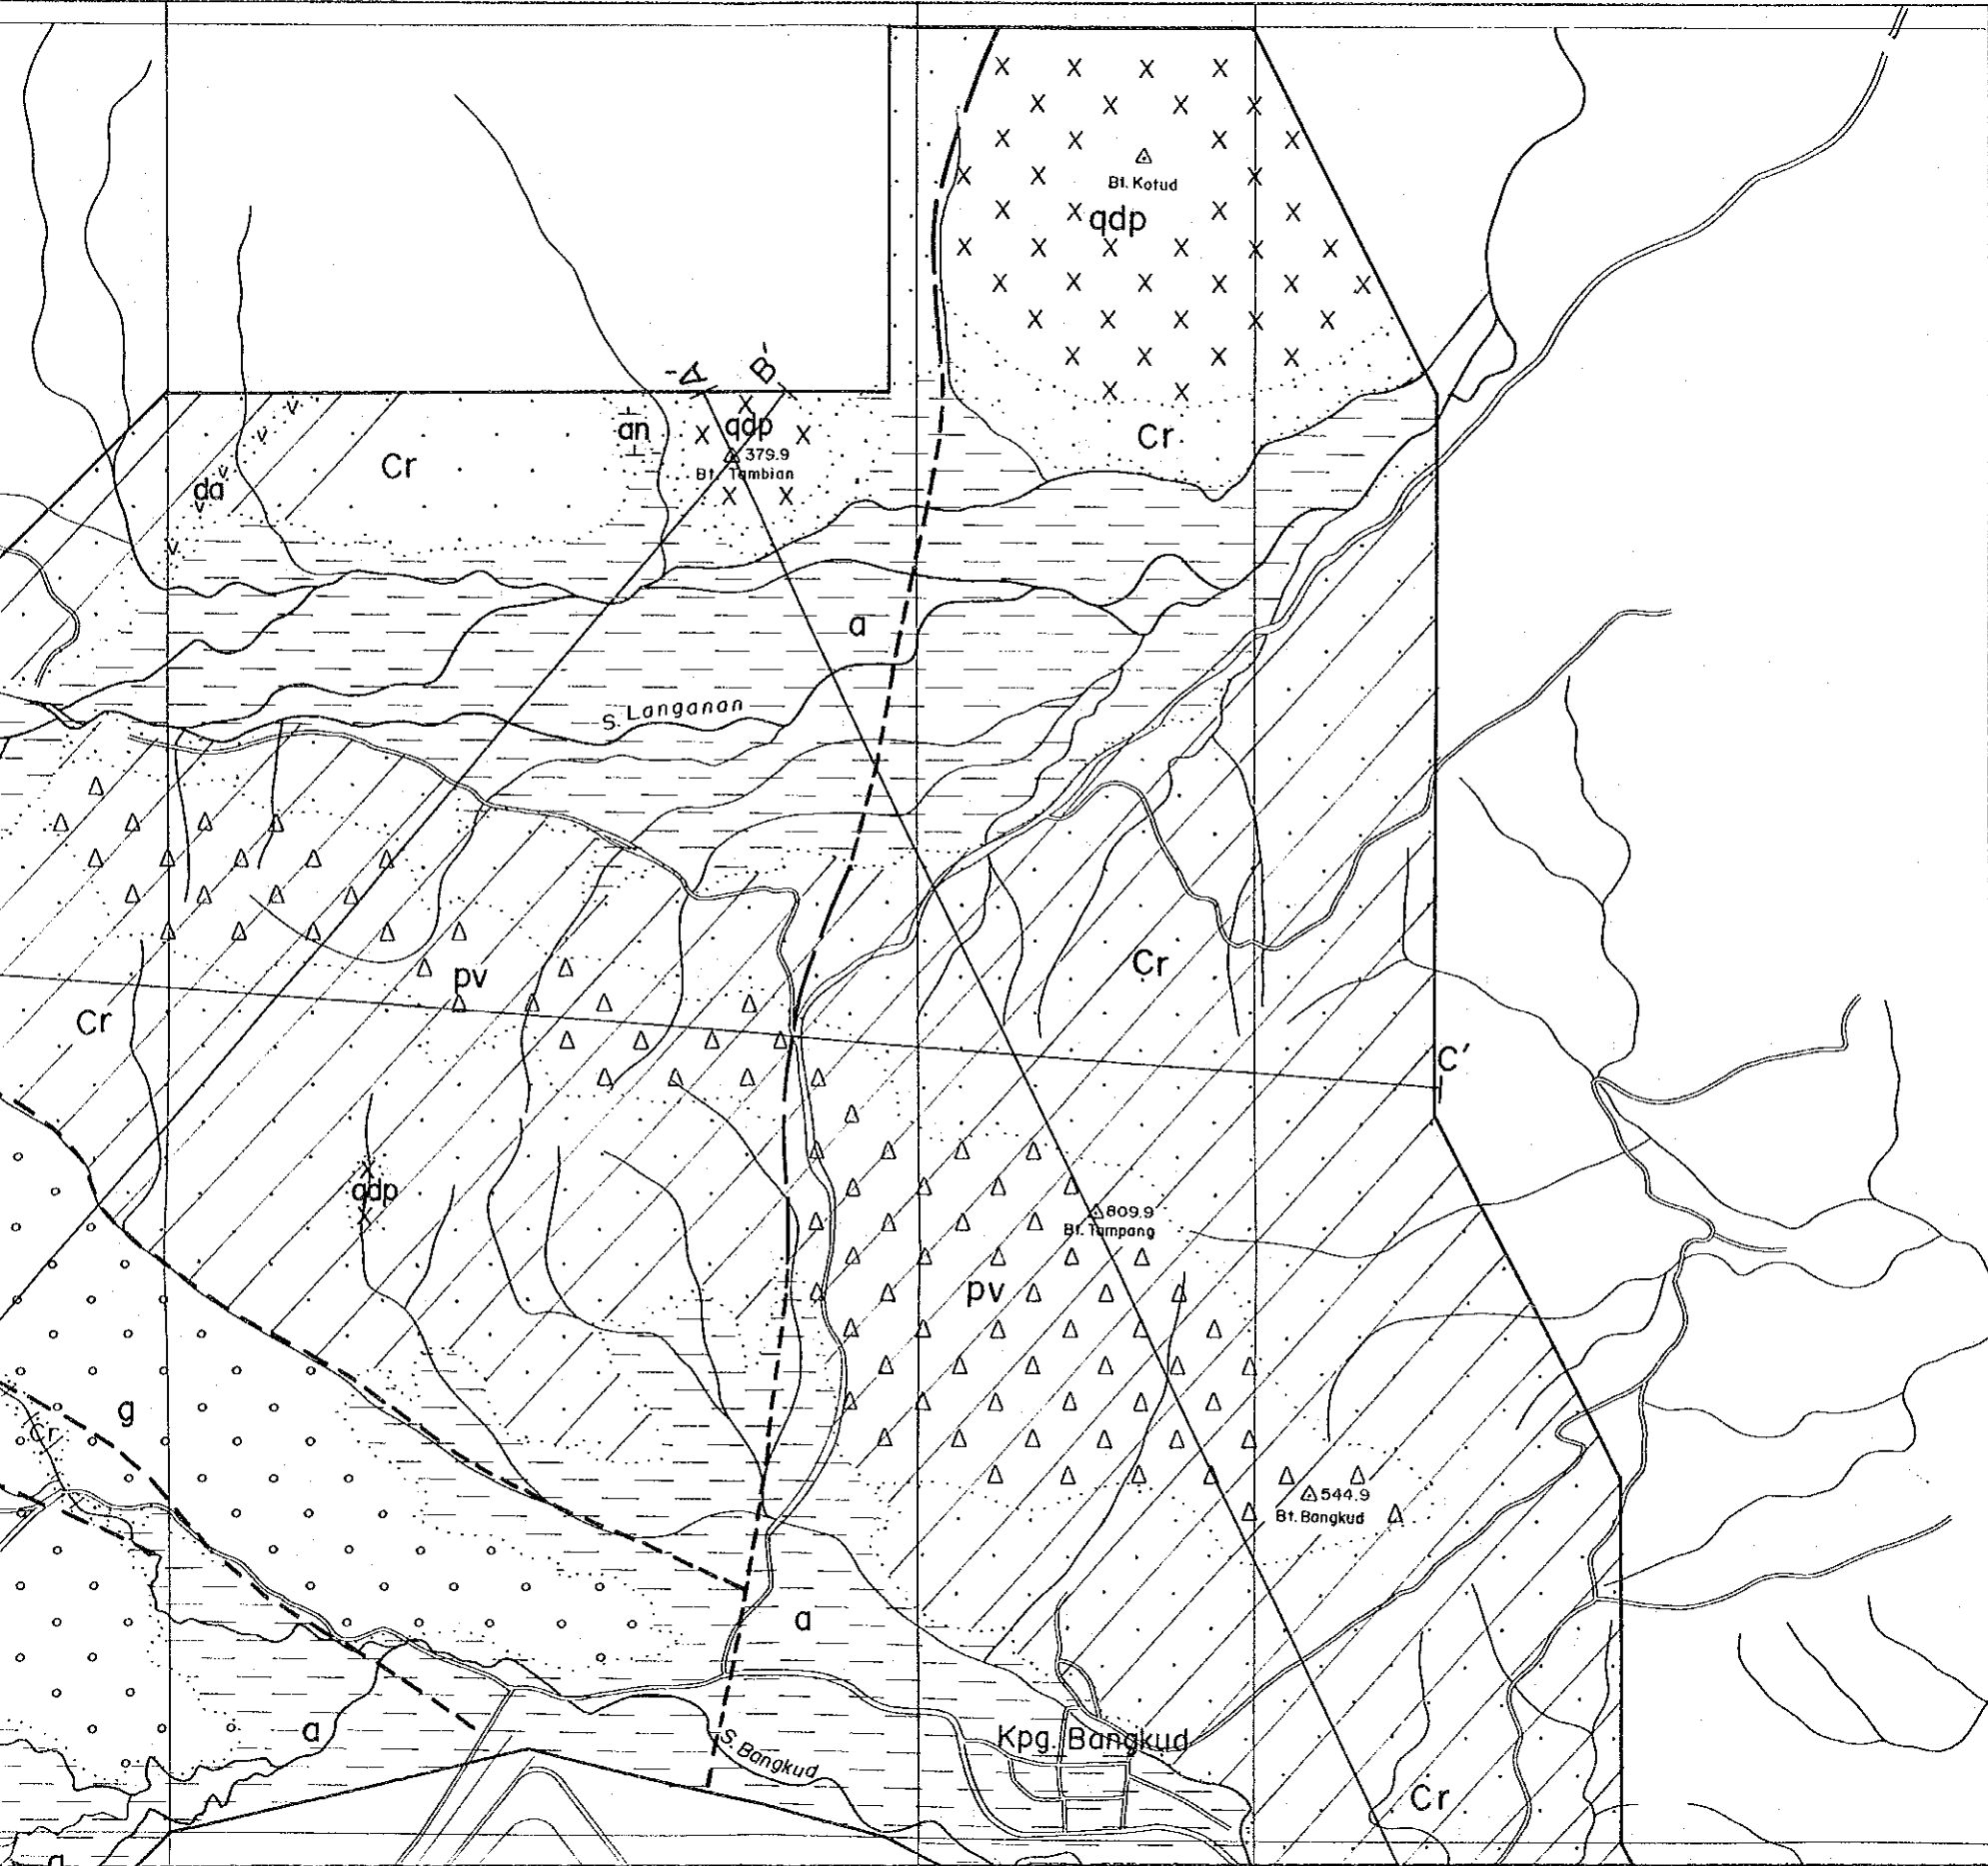 Bt. Kotud
qdp
A'
B'
an
qdp
Cr
379.9
Bt. Tambian
Cr
da
a
S. Langanan
Cr
pv
Cr
C'
qdp
809.9
Bt. Tampang
pv
g
Cr
544.9
Bt. Bangkud
a
a
Kpg. Bangkud
S. Bangkud
Cr